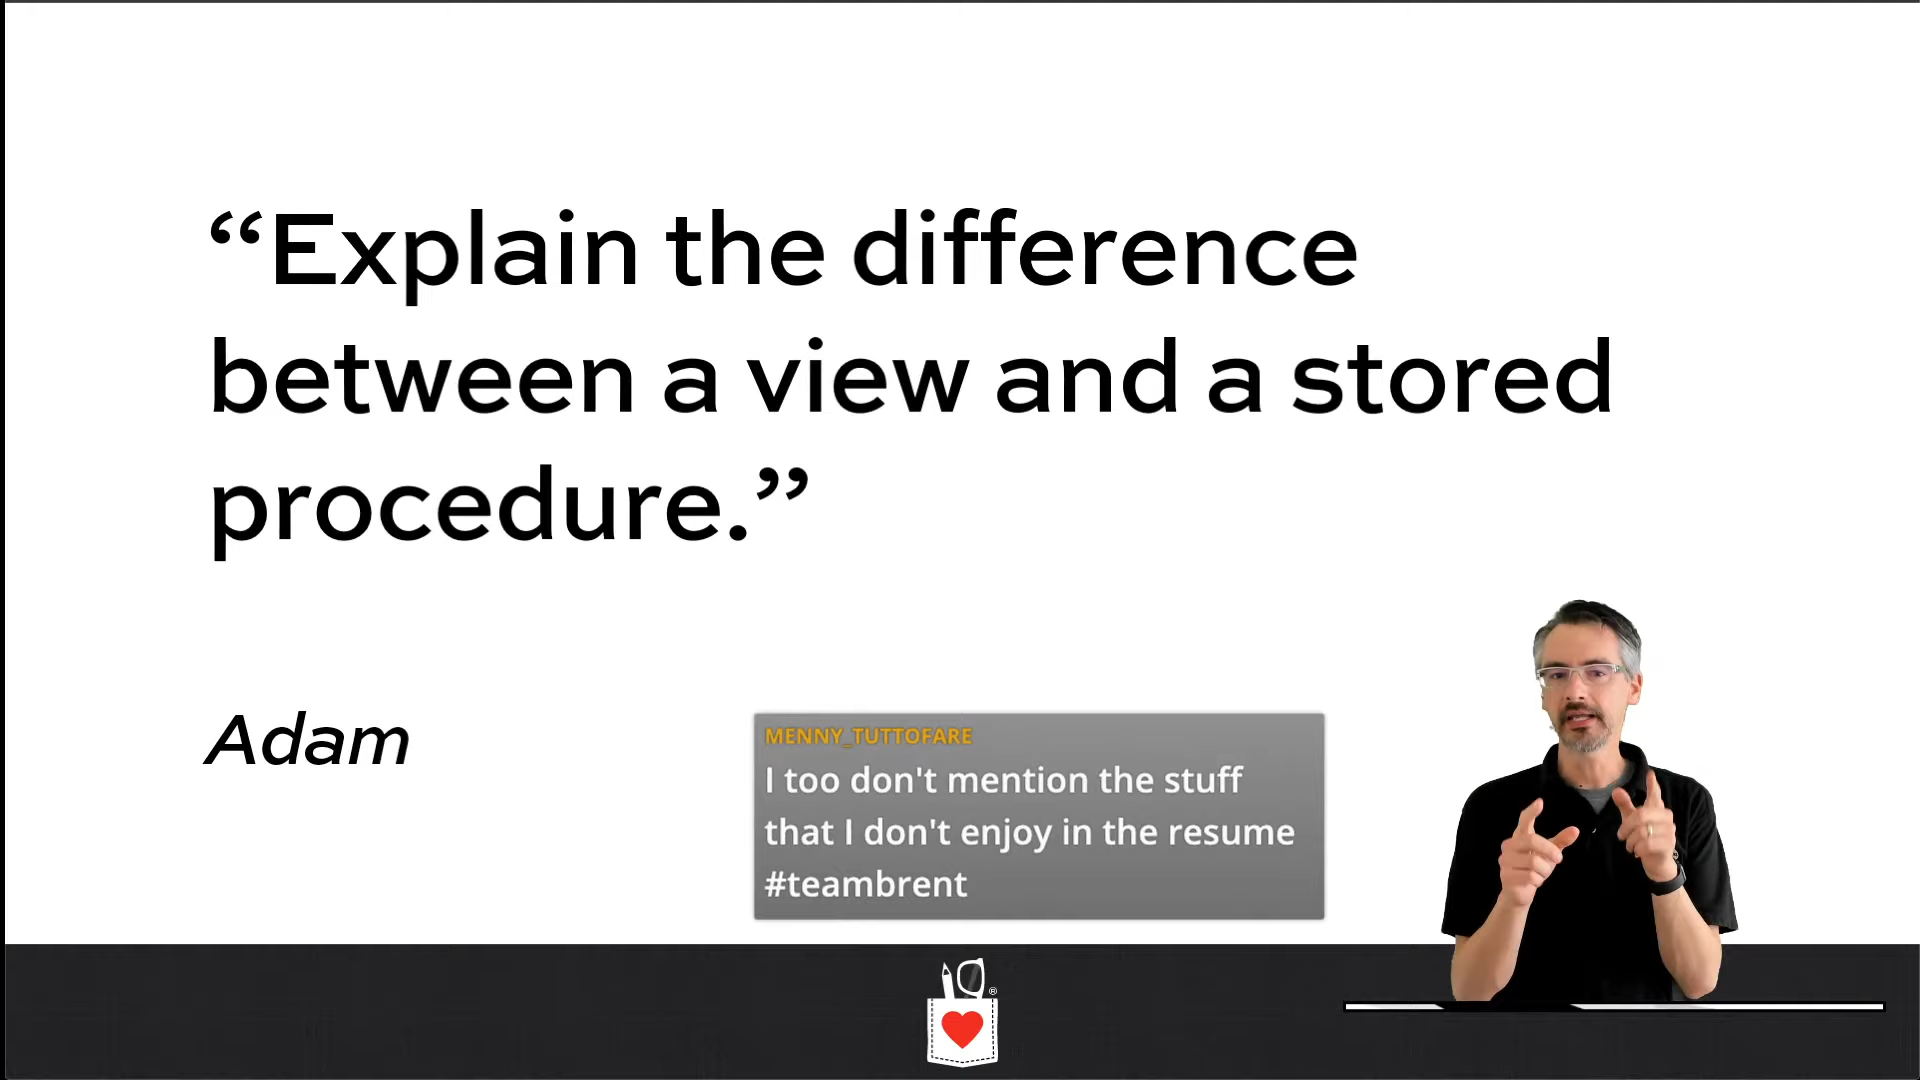 “Explain the difference
between a view and a stored
procedure.”
Adam
MENNY_TUTTOFARE
I too don't mention the stuff
that I don't enjoy in the resume
#teambrent
®